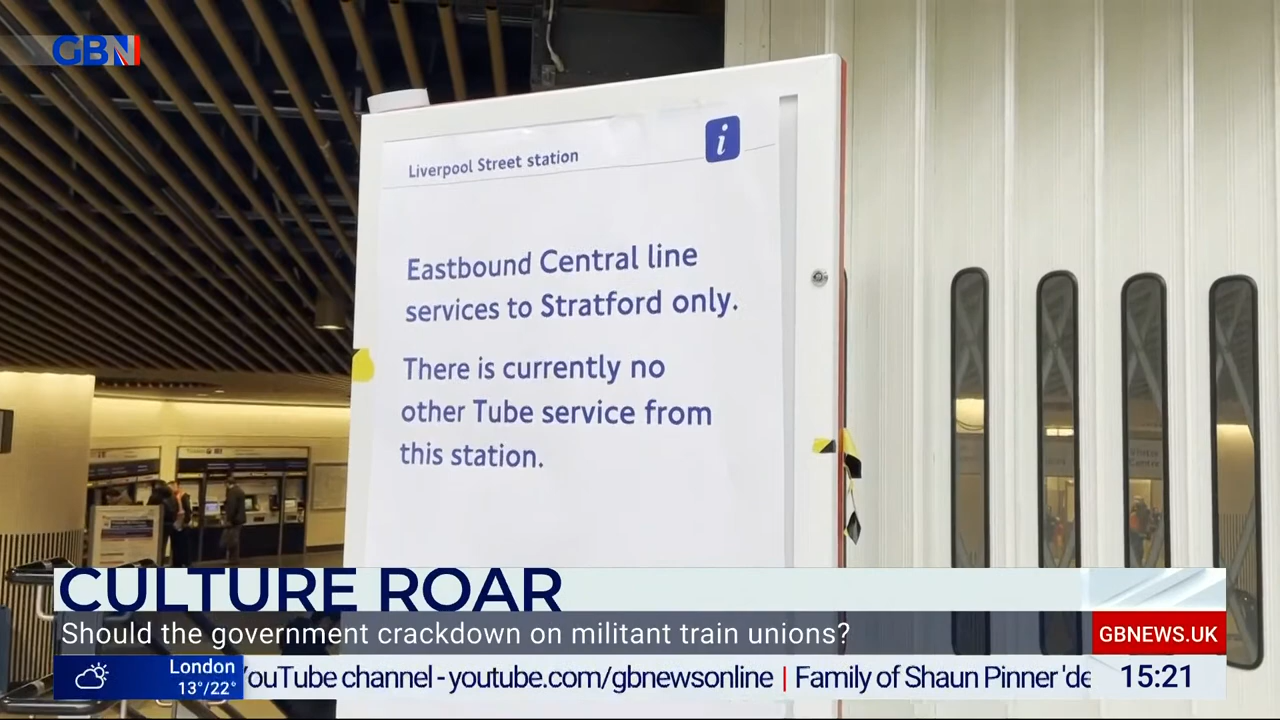 GBN
Liverpool Street station
i
Eastbound Central line
services to Stratford only.
There is currently no
other Tube service from
this station.
CULTURE ROAR
Should the government crackdown on militant train unions?
GBNEWS.UK
London
13°/22°
YouTube channel - youtube.com/gbnewsonline | Family of Shaun Pinner 'de
15:21